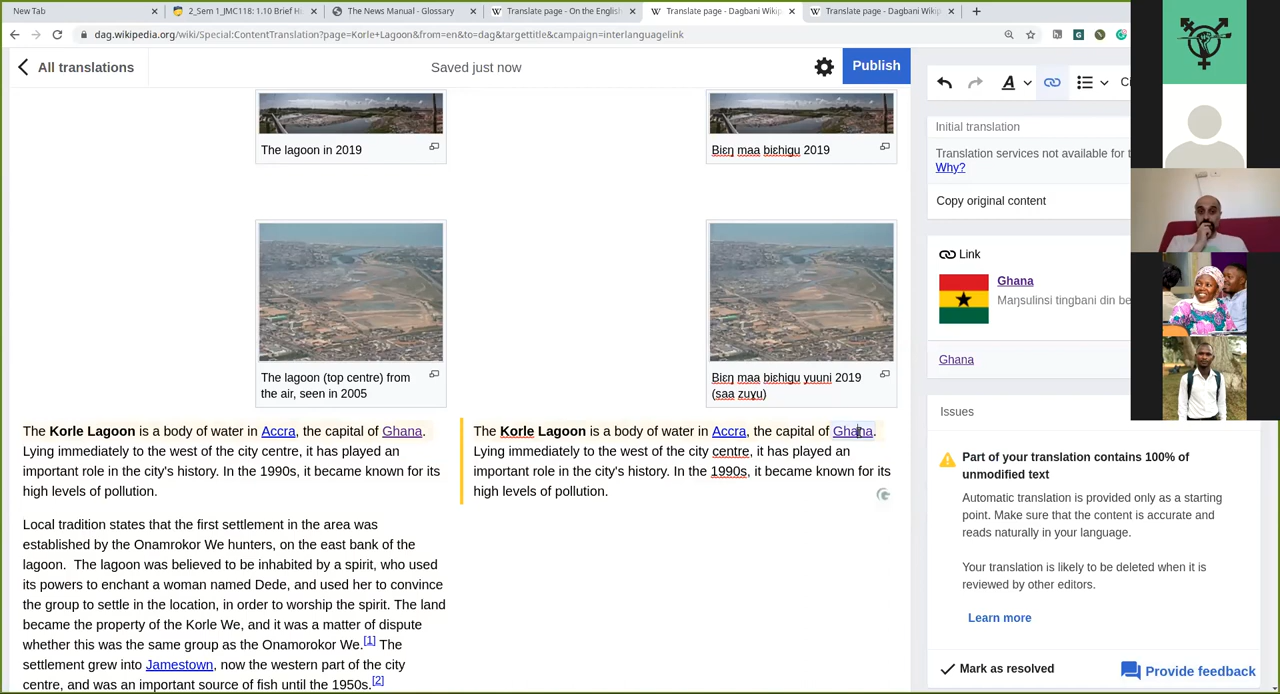 New Tab
2_Sem 1_JMC118: 1.10 Brief H
The News Manual - Glossary
Translate page - On the English
Translate page - Dagbani Wikip
Translate page - Dagbani Wikip
dag.wikipedia.org/wiki/Special:ContentTranslation?page=Korle+Lagoon&from=en&to=dag&targettitle&campaign=interlanguagelink
All translations
Saved just now
Publish
The lagoon in 2019
Biɛŋ maa biɛhigu 2019
The lagoon (top centre) from
the air, seen in 2005
Biɛŋ maa biɛhigu yuuni 2019
(saa zuɣu)
The Korle Lagoon is a body of water in Accra, the capital of Ghana.
Lying immediately to the west of the city centre, it has played an
important role in the city's history. In the 1990s, it became known for its
high levels of pollution.
The Korle Lagoon is a body of water in Accra, the capital of Ghana.
Lying immediately to the west of the city centre, it has played an
important role in the city's history. In the 1990s, it became known for its
high levels of pollution.
Local tradition states that the first settlement in the area was
established by the Onamrokor We hunters, on the east bank of the
lagoon. The lagoon was believed to be inhabited by a spirit, who used
its powers to enchant a woman named Dede, and used her to convince
the group to settle in the location, in order to worship the spirit. The land
became the property of the Korle We, and it was a matter of dispute
whether this was the same group as the Onamorokor We.[1] The
settlement grew into Jamestown, now the western part of the city
centre, and was an important source of fish until the 1950s.[2]
A
Ci
Initial translation
Translation services not available for t
Why?
Copy original content
Link
Ghana
Maŋsulinsi tingbani din be
Ghana
Issues
Part of your translation contains 100% of
unmodified text
Automatic translation is provided only as a starting
point. Make sure that the content is accurate and
reads naturally in your language.
Your translation is likely to be deleted when it is
reviewed by other editors.
Learn more
Mark as resolved
Provide feedback